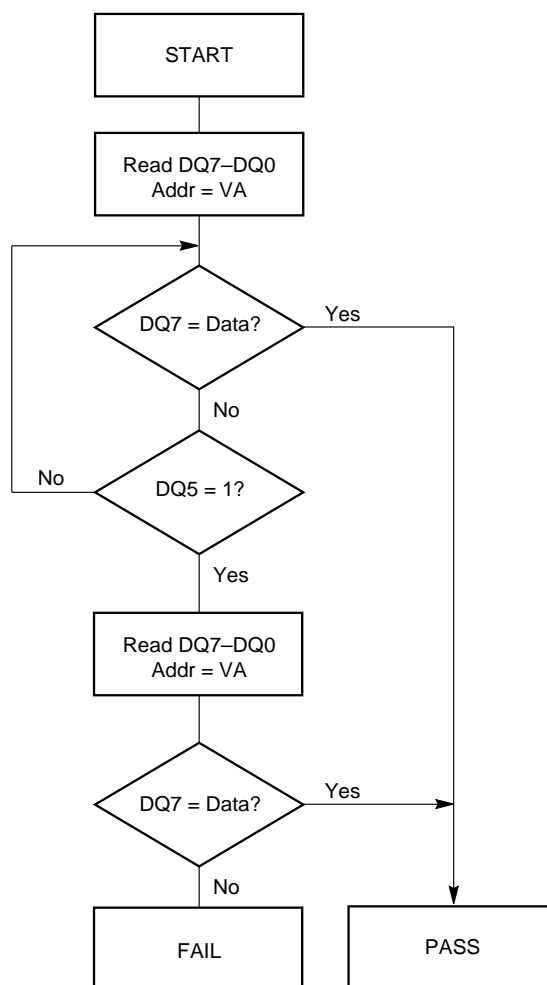 START
Read DQ7–DQ0
Addr = VA
DQ7 = Data?
Yes
No
No
DQ5 = 1?
Yes
Read DQ7–DQ0
Addr = VA
DQ7 = Data?
Yes
No
FAIL
PASS